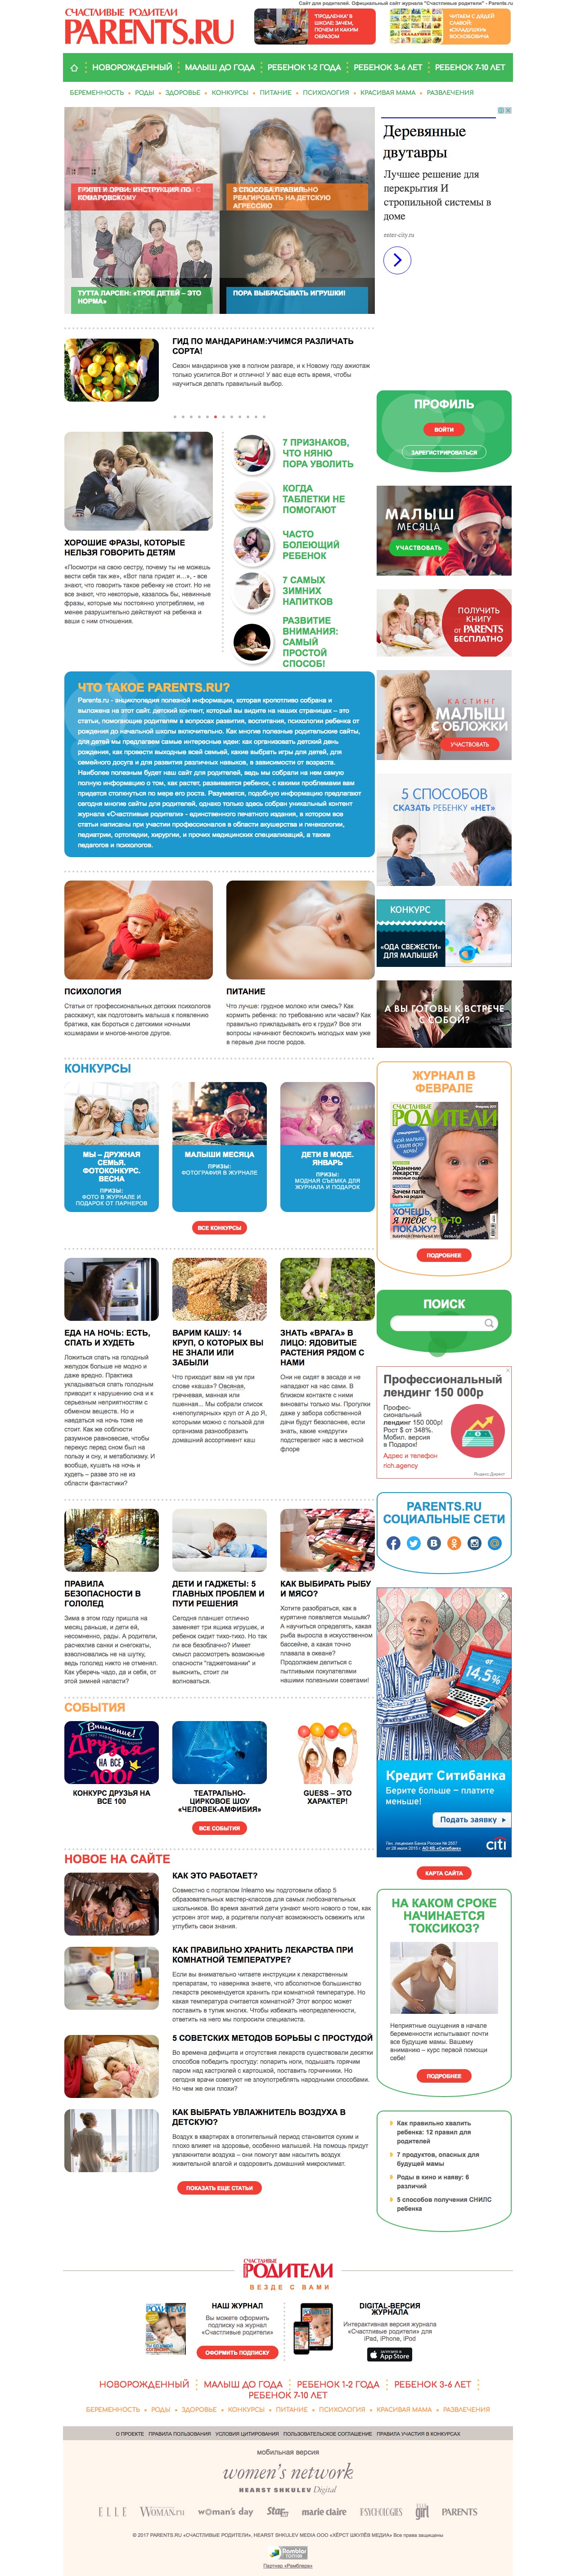 Сайт для родителей. Официальный сайт журнала "Счастливые родители" - Parents.ru
СЧАСТЛИВЫЕ РОДИТЕЛИ
PARENTS.RU
"ПРОДЛЕНКА" В
ШКОЛЕ: ЗАЧЕМ,
ПОЧЕМ И КАКИМ
ОБРАЗОМ
ЧИТАЕМ С ДЯДЕЙ
СЛАВОЙ:
«СКЛАДУШКИ»
ВОСКОБОВИЧА
НОВОРОЖДЕННЫЙ
МАЛЫШ ДО ГОДА
РЕБЕНОК 1-2 ГОДА
РЕБЕНОК 3-6 ЛЕТ
РЕБЕНОК 7-10 ЛЕТ
БЕРЕМЕННОСТЬ
РОДЫ
ЗДОРОВЬЕ
КОНКУРСЫ
ПИТАНИЕ
ПСИХОЛОГИЯ
КРАСИВАЯ МАМА
РАЗВЛЕЧЕНИЯ
ГРИПП И ОРВИ: ИНСТРУКЦИЯ ПО
КОМАРОВСКОМУ
3 СПОСОБА ПРАВИЛЬНО
РЕАГИРОВАТЬ НА ДЕТСКУЮ
АГРЕССИЮ
ТУТТА ЛАРСЕН: «ТРОЕ ДЕТЕЙ – ЭТО
НОРМА»
ПОРА ВЫБРАСЫВАТЬ ИГРУШКИ!
Деревянные
двутавры
Лучшее решение для
перекрытия И
стропильной системы в
доме
enter-city.ru
ГИД ПО МАНДАРИНАМ:УЧИМСЯ РАЗЛИЧАТЬ
СОРТА!
Сезон мандаринов уже в полном разгаре, и к Новому году ажиотаж
только усилится.Вот и отлично! У вас еще есть время, чтобы
научиться делать правильный выбор.
ПРОФИЛЬ
ВОЙТИ
ЗАРЕГИСТРИРОВАТЬСЯ
ХОРОШИЕ ФРАЗЫ, КОТОРЫЕ
НЕЛЬЗЯ ГОВОРИТЬ ДЕТЯМ
«Посмотри на свою сестру, почему ты не можешь
вести себя так же», «Вот папа придет и…», - все
знают, что говорить такое ребенку не стоит. Но не
все знают, что некоторые, казалось бы, невинные
фразы, которые мы постоянно употребляем, не
менее разрушительно действуют на ребенка и
ваши с ним отношения.
7 ПРИЗНАКОВ,
ЧТО НЯНЮ
ПОРА УВОЛИТЬ
КОГДА
ТАБЛЕТКИ НЕ
ПОМОГАЮТ
ЧАСТО
БОЛЕЮЩИЙ
РЕБЕНОК
7 САМЫХ
ЗИМНИХ
НАПИТКОВ
РАЗВИТИЕ
ВНИМАНИЯ:
САМЫЙ
ПРОСТОЙ
СПОСОБ!
МАЛЫШ
МЕСЯЦА
УЧАСТВОВАТЬ
ПОЛУЧИТЬ
КНИГУ
ОТ PARENTS
БЕСПЛАТНО
КАСТИНГ
МАЛЫШ
С ОБЛОЖКИ
УЧАСТВОВАТЬ
5 СПОСОБОВ
СКАЗАТЬ РЕБЕНКУ «НЕТ»
КОНКУРС
«ОДА СВЕЖЕСТИ»
ДЛЯ МАЛЫШЕЙ
А ВЫ ГОТОВЫ К ВСТРЕЧЕ
С СОБОЙ?
ЧТО ТАКОЕ PARENTS.RU?
Parents.ru - энциклопедия полезной информации, которая кропотливо собрана и
выложена на этот сайт. детский контент, который вы видите на наших страницах – это
статьи, помогающие родителям в вопросах развития, воспитания, психологии ребенка от
рождения до начальной школы включительно. Как многие полезные родительские сайты,
для детей мы предлагаем самые интересные идеи: как организовать детский день
рождения, как провести выходные всей семьей, какие выбрать игры для детей, для
семейного досуга и для развития различных навыков, в зависимости от возраста.
Наиболее полезным будет наш сайт для родителей, ведь мы собрали на нем самую
полную информацию о том, как растет, развивается ребенок, с какими проблемами вам
придется столкнуться по мере его роста. Разумеется, подобную информацию предлагают
сегодня многие сайты для родителей, однако только здесь собран уникальный контент
журнала «Счастливые родители» - единственного печатного издания, в котором все
статьи написаны при участии профессионалов в области акушерства и гинекологии,
педиатрии, ортопедии, хирургии, и прочих медицинских специализаций, а также
педагогов и психологов.
ПСИХОЛОГИЯ
Статьи от профессиональных детских психологов
расскажут, как подготовить малыша к появлению
братика, как бороться с детскими ночными
кошмарами и многое-многое другое.
ПИТАНИЕ
Что лучше: грудное молоко или смесь? Как
кормить ребенка: по требованию или часам? Как
правильно прикладывать его к груди? Все эти
вопросы начинают беспокоить молодых мам уже
в первые дни после родов.
КОНКУРСЫ
МЫ – ДРУЖНАЯ
СЕМЬЯ.
ФОТОКОНКУРС.
ВЕСНА
ПРИЗЫ:
ФОТО В ЖУРНАЛЕ И
ПОДАРОК ОТ ПАРНЕРОВ
МАЛЫШИ МЕСЯЦА
ПРИЗЫ:
ФОТОГРАФИЯ В ЖУРНАЛЕ
ДЕТИ В МОДЕ.
ЯНВАРЬ
ПРИЗЫ:
МОДНАЯ СЪЕМКА ДЛЯ
ЖУРНАЛА И ПОДАРОК
ВСЕ КОНКУРСЫ
ЖУРНАЛ В
ФЕВРАЛЕ
СЧАСТЛИВЫЕ
РОДИТЕЛИ
ХОЧЕШЬ,
я тебе что-то
ПОКАЖУ?
ПОДРОБНЕЕ
ПОИСК
ЕДА НА НОЧЬ: ЕСТЬ,
СПАТЬ И ХУДЕТЬ
Ложиться спать на голодный
желудок больше не модно и
даже вредно. Практика
укладываться спать голодным
приводит к нарушению сна и к
серьезным неприятностям с
обменом веществ. Но и
наедаться на ночь тоже не
стоит. Как же соблюсти
разумное равновесие, чтобы
перекус перед сном был на
пользу и сну, и метаболизму? И
вообще, кушать на ночь и
худеть – разве это не из
области фантастики?
ВАРИМ КАШУ: 14
КРУП, О КОТОРЫХ ВЫ
НЕ ЗНАЛИ ИЛИ
ЗАБЫЛИ
Что приходит вам на ум при
слове «каша»? Овсяная,
гречневая, манная или
пшенная... Мы собрали список
«непопулярных» круп от А до Я,
которыми можно с пользой для
организма разнообразить
домашний ассортимент каш
ЗНАТЬ «ВРАГА» В
ЛИЦО: ЯДОВИТЫЕ
РАСТЕНИЯ РЯДОМ С
НАМИ
Они не сидят в засаде и не
нападают на нас сами. В
близком контакте с ними
виноваты только мы. Прогулки
даже у забора собственной
дачи будут безопаснее, если
знать, какие «недруги»
подстерегают нас в местной
флоре
Профессиональный
лендинг 150 000р
Профес-
сиональный
лендинг 150 000р!
Рост $ от 348%.
Мобил. версия
в Подарок!
Адрес и телефон
rich.agency
Яндекс.Директ
PARENTS.RU
СОЦИАЛЬНЫЕ СЕТИ
ПРАВИЛА
БЕЗОПАСНОСТИ В
ГОЛОЛЕД
Зима в этом году пришла на
месяц раньше, и дети ей,
несомненно, рады. А родители,
расчехлив санки и снегокаты,
взволновались не на шутку,
ведь гололед никто не отменял.
Как уберечь чадо, да и себя, от
этой зимней напасти?
ДЕТИ И ГАДЖЕТЫ: 5
ГЛАВНЫХ ПРОБЛЕМ И
ПУТИ РЕШЕНИЯ
Сегодня планшет отлично
заменяет три ящика игрушек, и
ребенок сидит тихо-тихо. Но так
ли все безоблачно? Имеет
смысл рассмотреть возможные
опасности "гаджетомании" и
выяснить, стоит ли
волноваться.
КАК ВЫБИРАТЬ РЫБУ
И МЯСО?
Хотите разобраться, как в
курятине появляется мышьяк?
А научиться определять, какая
рыба выросла в искусственном
бассейне, а какая точно
плавала в океане?
Продолжаем делиться с
пытливыми покупателями
нашими полезными советами!
от
14,5%
Кредит Ситибанка
Берите больше – платите
меньше!
Подать заявку
citi
СОБЫТИЯ
Внимание!
Друзья
НА ВСЕ
100!
КОНКУРС ДРУЗЬЯ НА
ВСЕ 100
ТЕАТРАЛЬНО-
ЦИРКОВОЕ ШОУ
«ЧЕЛОВЕК-АМФИБИЯ»
GUESS – ЭТО
ХАРАКТЕР!
ВСЕ СОБЫТИЯ
НОВОЕ НА САЙТЕ
КАК ЭТО РАБОТАЕТ?
Совместно с порталом Inlearno мы подготовили обзор 5
образовательных мастер-классов для самых любознательных
школьников. Во время занятий дети узнают много нового о том, как
устроен этот мир, а родители получат возможность освежить или
углубить свои знания.
КАК ПРАВИЛЬНО ХРАНИТЬ ЛЕКАРСТВА ПРИ
КОМНАТНОЙ ТЕМПЕРАТУРЕ?
Если вы внимательно читаете инструкции к лекарственным
препаратам, то наверняка знаете, что абсолютное большинство
лекарств рекомендуется хранить при комнатной температуре. Но
какая температура считается комнатной? Этот вопрос может
поставить в тупик многих. Чтобы избежать неопределенности,
ответить на него мы попросили специалиста.
5 СОВЕТСКИХ МЕТОДОВ БОРЬБЫ С ПРОСТУДОЙ
Во времена дефицита и отсутствия лекарств существовали десятки
способов победить простуду: попарить ноги, подышать горячим
паром над кастрюлей с картошкой, поставить горчичники. Но
сегодня врачи советуют не злоупотреблять народными способами.
Но чем же они плохи?
КАК ВЫБРАТЬ УВЛАЖНИТЕЛЬ ВОЗДУХА В
ДЕТСКУЮ?
Воздух в квартирах в отопительный период становится сухим и
плохо влияет на здоровье, особенно малышей. На помощь придут
увлажнители воздуха – они помогут вам насытить воздух
живительной влагой и оздоровить домашний микроклимат.
ПОКАЗАТЬ ЕЩЕ СТАТЬИ
КАРТА САЙТА
НА КАКОМ СРОКЕ
НАЧИНАЕТСЯ
ТОКСИКОЗ?
Неприятные ощущения в начале
беременности испытывают почти
все будущие мамы. Вашему
вниманию – курс первой помощи
себе!
ПОДРОБНЕЕ
Как правильно хвалить
ребенка: 12 правил для
родителей
7 продуктов, опасных для
будущей мамы
Роды в кино и наяву: 6
различий
5 способов получения СНИЛС
ребенка
СЧАСТЛИВЫЕ
РОДИТЕЛИ
ВЕЗДЕ С ВАМИ
НАШ ЖУРНАЛ
Вы можете оформить
подписку на журнал
«Счастливые родители»
ОФОРМИТЬ ПОДПИСКУ
DIGITAL-ВЕРСИЯ
ЖУРНАЛА
Интерактивная версия журнала
«Счастливые родители» для
iPad, iPhone, iPod
App Store
НОВОРОЖДЕННЫЙ
МАЛЫШ ДО ГОДА
РЕБЕНОК 1-2 ГОДА
РЕБЕНОК 3-6 ЛЕТ
РЕБЕНОК 7-10 ЛЕТ
БЕРЕМЕННОСТЬ
РОДЫ
ЗДОРОВЬЕ
КОНКУРСЫ
ПИТАНИЕ
ПСИХОЛОГИЯ
КРАСИВАЯ МАМА
РАЗВЛЕЧЕНИЯ
О ПРОЕКТЕ
ПРАВИЛА ПОЛЬЗОВАНИЯ
УСЛОВИЯ ЦИТИРОВАНИЯ
ПОЛЬЗОВАТЕЛЬСКОЕ СОГЛАШЕНИЕ
ПРАВИЛА УЧАСТИЯ В КОНКУРСАХ
мобильная версия
women's network
HEARST SHKULEV Digital
ELLE
WOMAN.ru
woman's day
Star
marie claire
PSYCHOLOGIES
girl
PARENTS
© 2017 PARENTS.RU «СЧАСТЛИВЫЕ РОДИТЕЛИ», HEARST SHKULEV MEDIA ООО «ХЁРСТ ШКУЛЁВ МЕДИА» Все права защищены
Rambler
TOP100
Партнер «Рамблера»